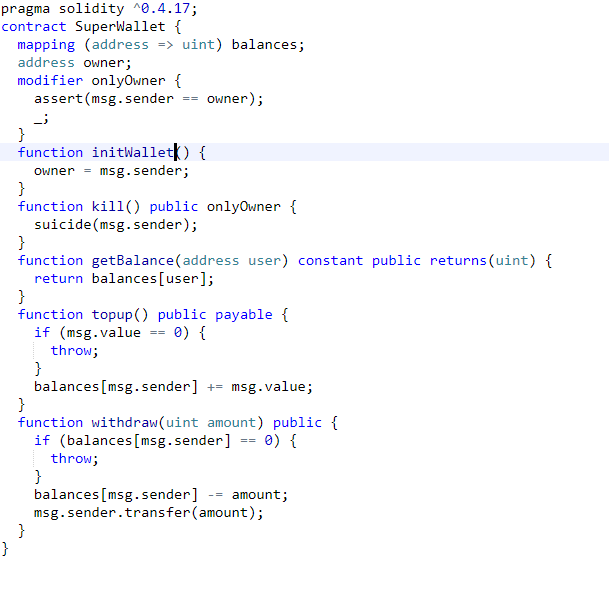 pragma solidity ^0.4.17;
contract SuperWallet {
  mapping (address => uint) balances;
  address owner;
  modifier onlyOwner {
    assert(msg.sender == owner);
    _;
  }
  function initWallet() {
    owner = msg.sender;
  }
  function kill() public onlyOwner {
    suicide(msg.sender);
  }
  function getBalance(address user) constant public returns(uint) {
    return balances[user];
  }
  function topup() public payable {
    if (msg.value == 0) {
      throw;
    }
    balances[msg.sender] += msg.value;
  }
  function withdraw(uint amount) public {
    if (balances[msg.sender] == 0) {
      throw;
    }
    balances[msg.sender] -= amount;
    msg.sender.transfer(amount);
  }
}